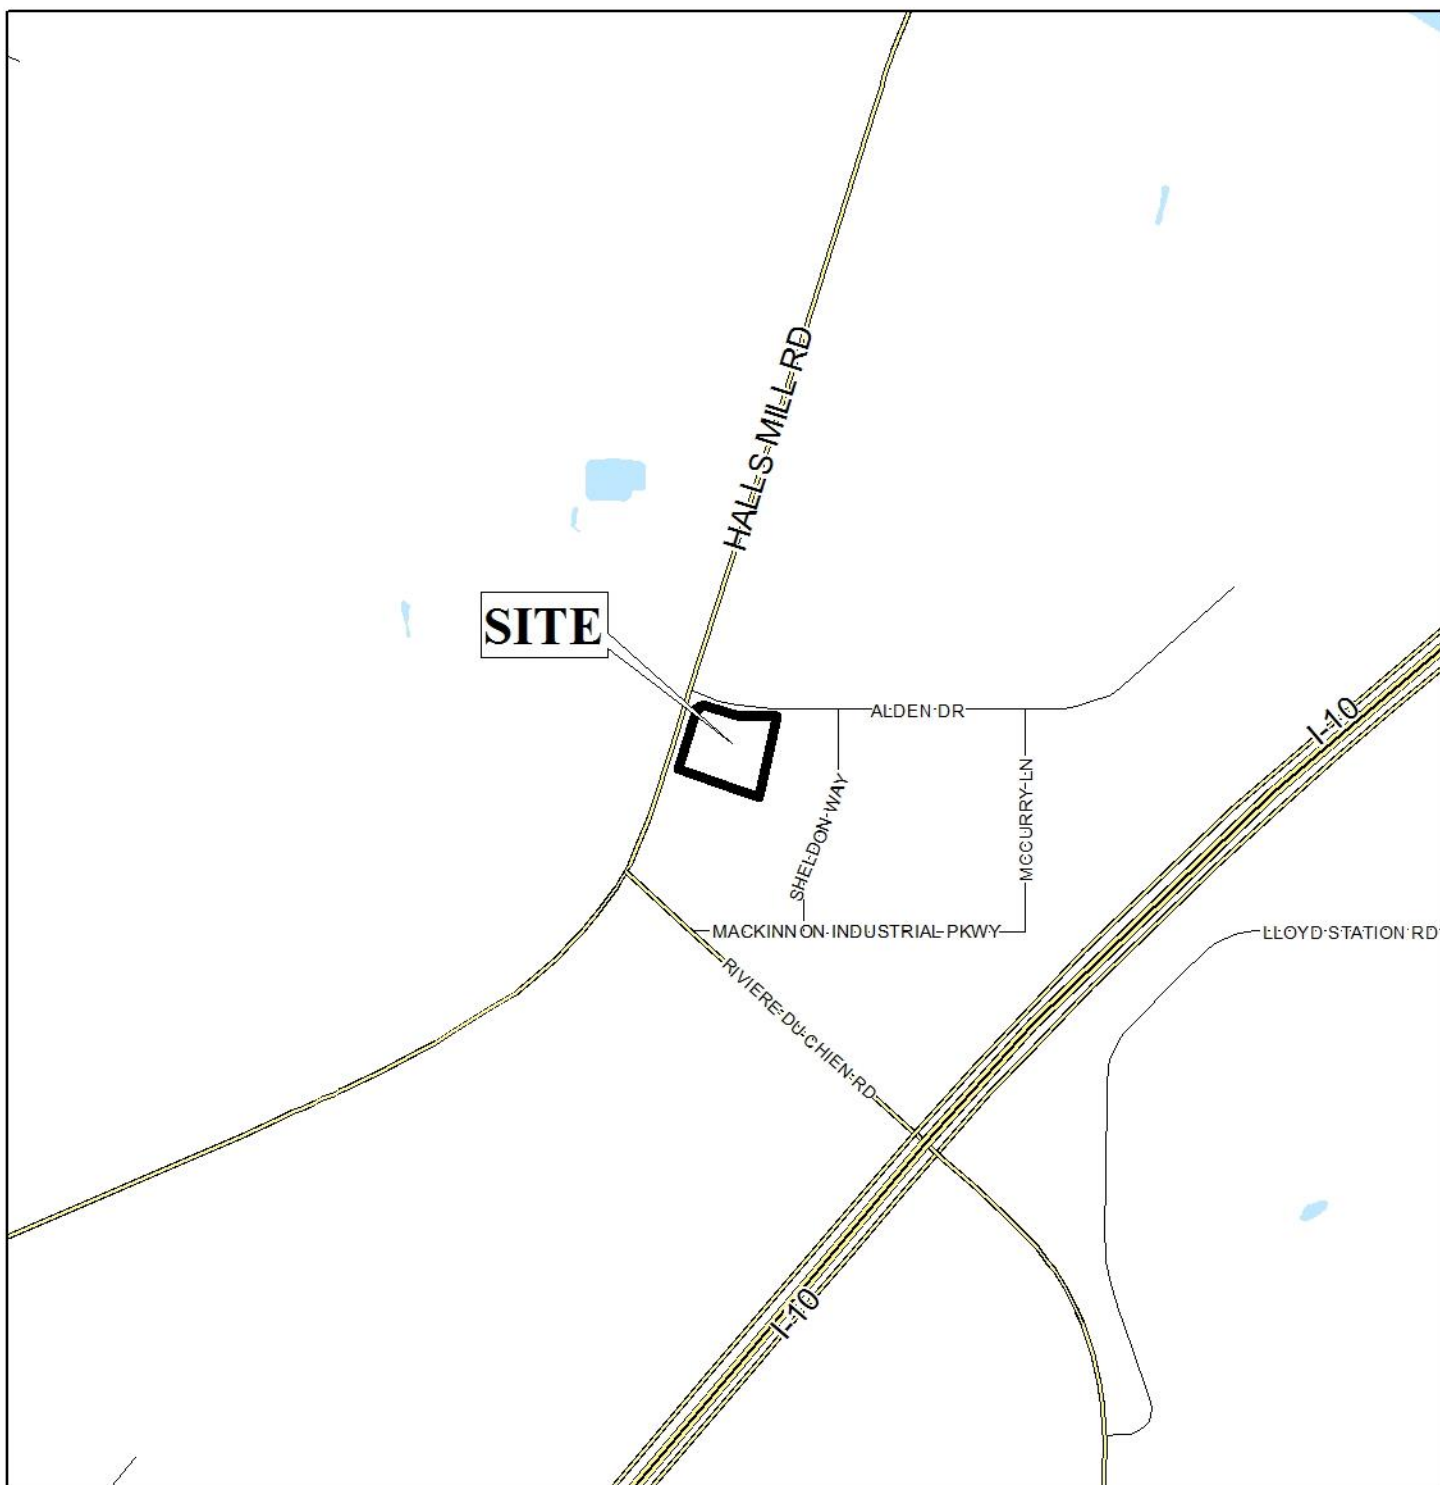 HALLS MILL RD
SITE
ALDEN DR
I-10
SHELDON WAY
MCCURRY LN
MACKINNON INDUSTRIAL PKWY
LLOYD STATION RD
RIVIERE DU CHIEN RD
I-10